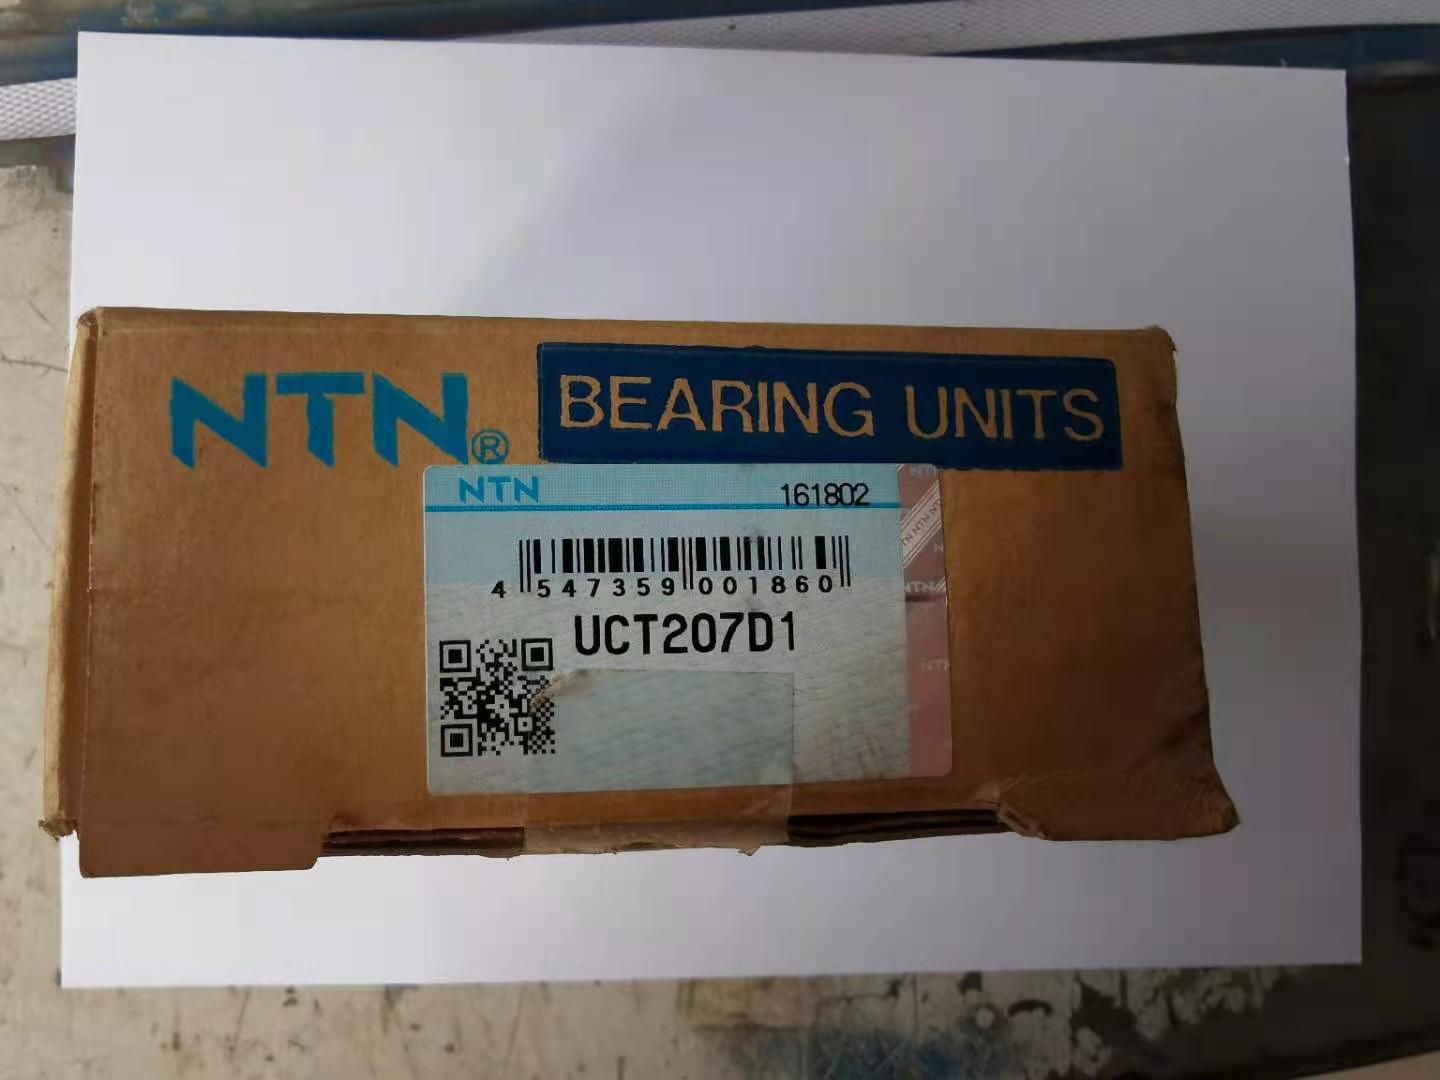 NTN® BEARING UNITS
NTN 161802
4 547359 001860
UCT207D1